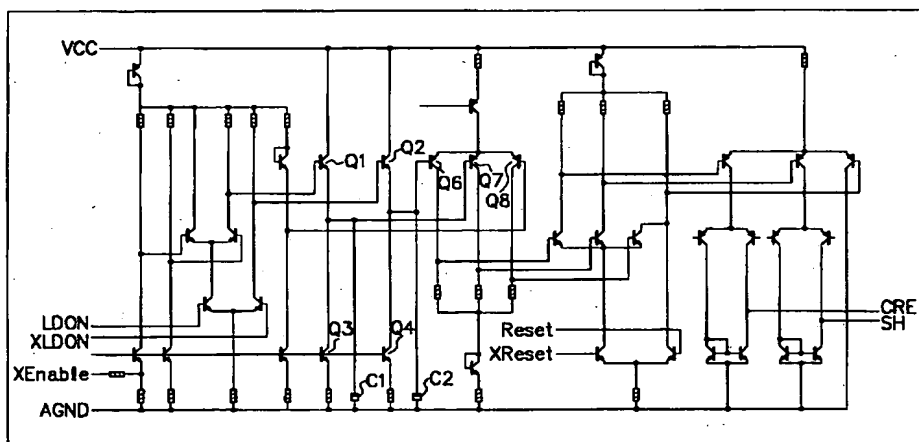 VCC
Q1
Q2
Q6
Q7
Q8
LDON
XLDON
Q3
Q4
Reset
XReset
CRE
SH
XEnable
C1
C2
AGND